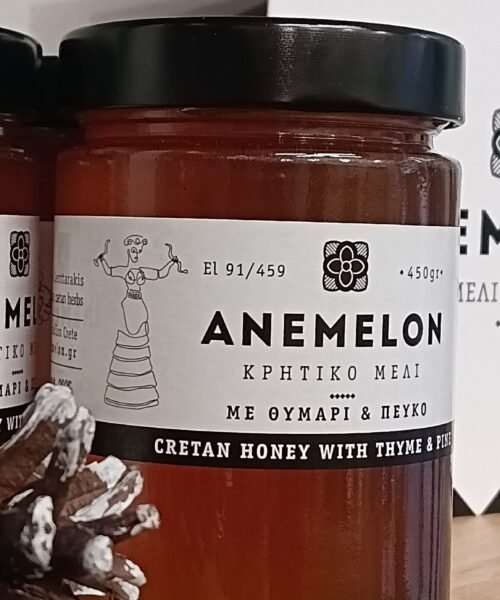 El 91/459
•450gr•
ANEMELON
ΚΡΗΤΙΚΟ ΜΕΛΙ
ΜΕ ΘΥΜΑΡΙ & ΠΕΥΚΟ
CRETAN HONEY WITH THYME & PINE